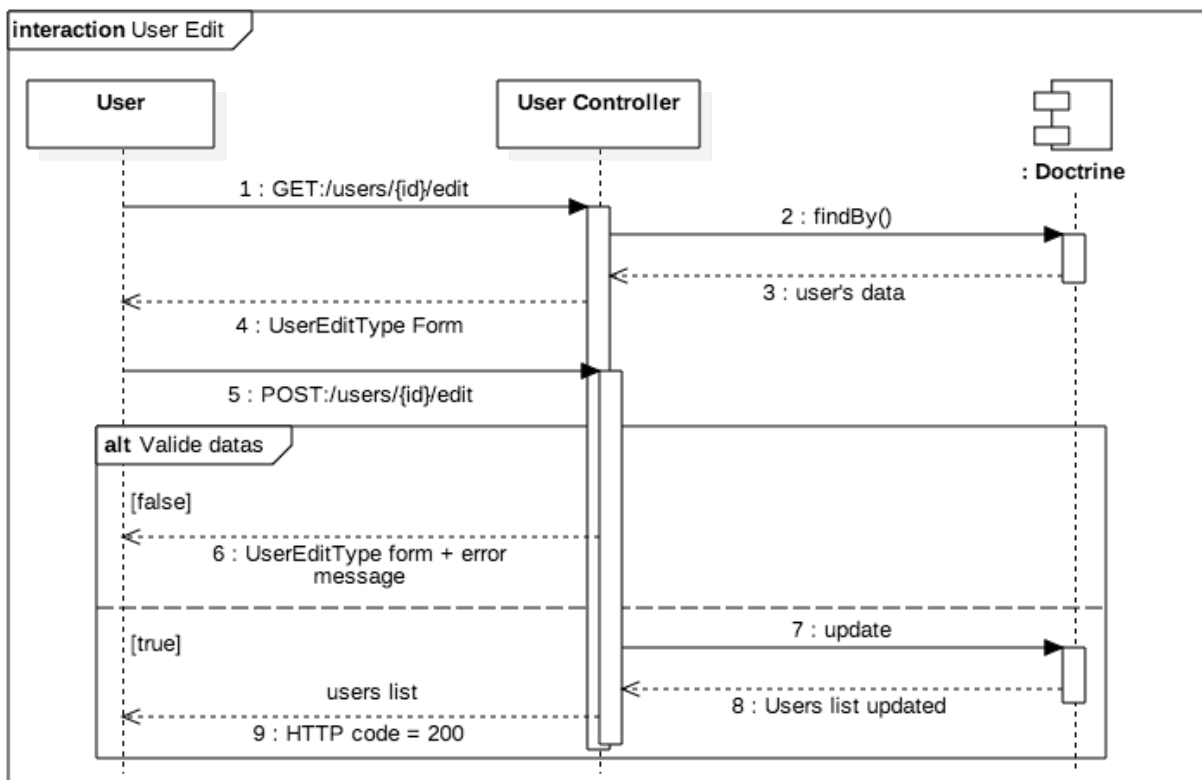 interaction User Edit
User
User Controller
: Doctrine
1 : GET:/users/{id}/edit
2 : findBy()
3 : user's data
4 : UserEditType Form
5 : POST:/users/{id}/edit
alt Valide datas
[false]
6 : UserEditType form + error
message
[true]
7 : update
users list
8 : Users list updated
9 : HTTP code = 200